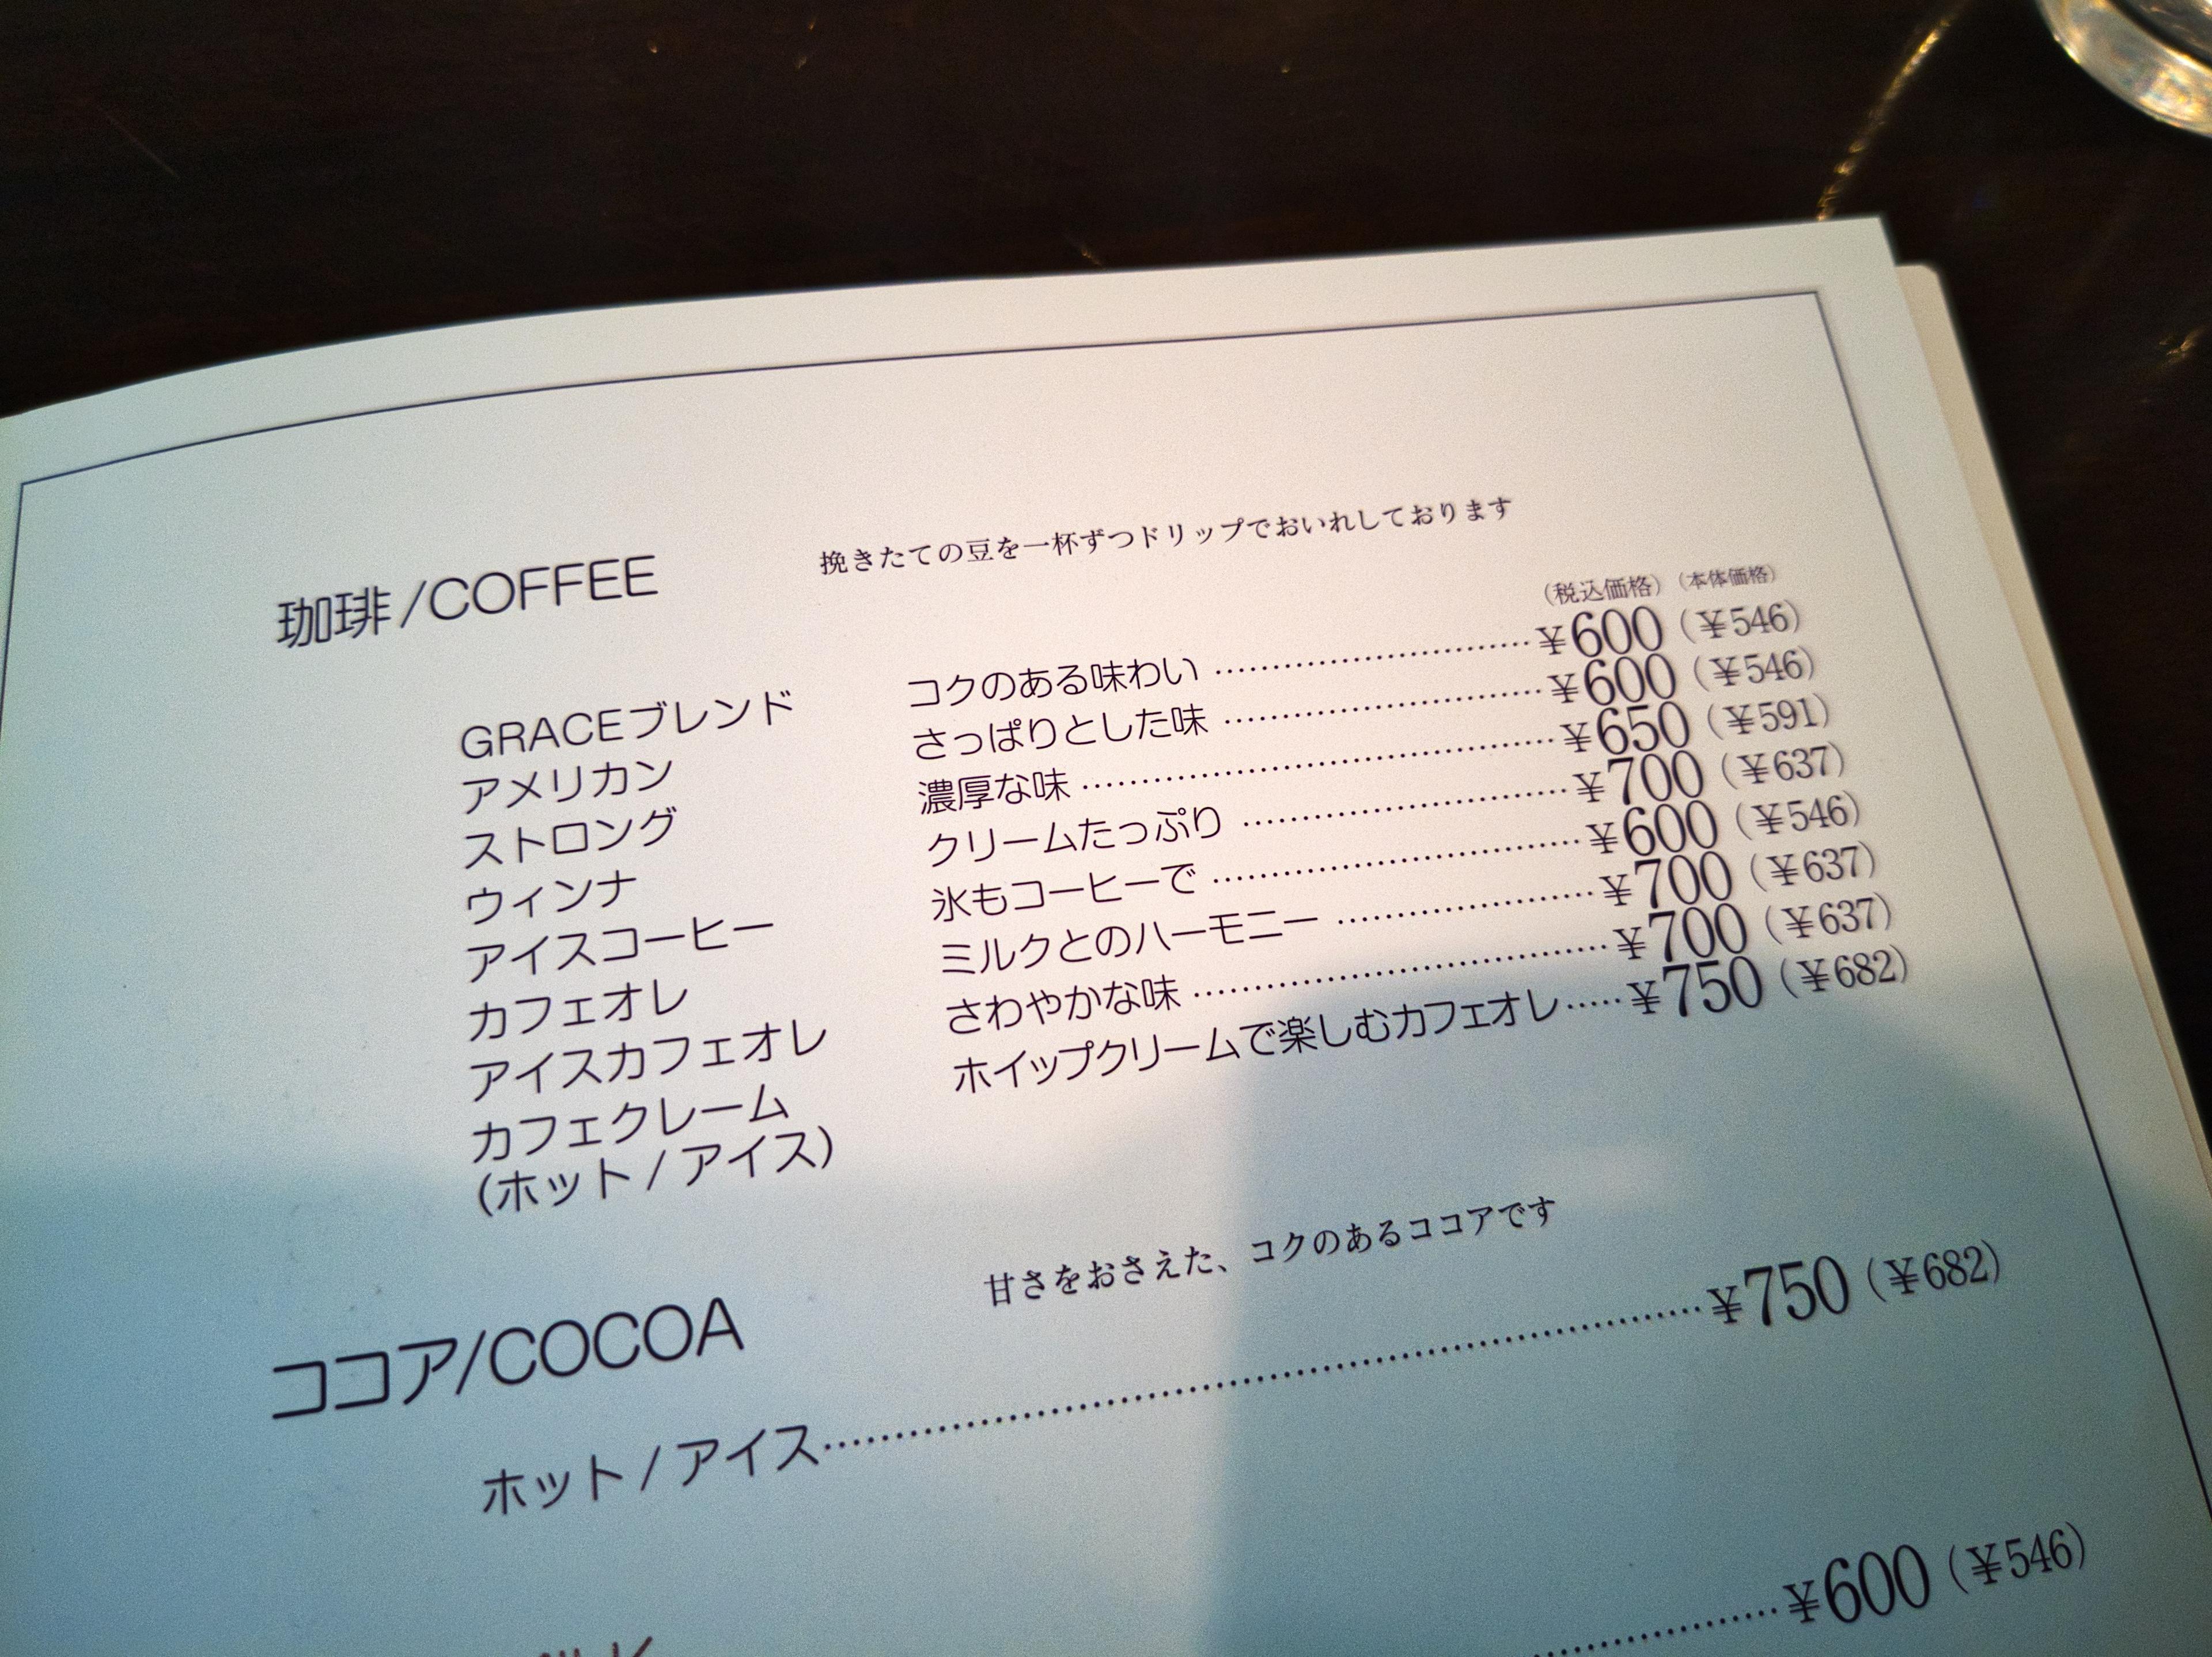 珈琲/COFFEE 挽きたての豆を一杯ずつドリップでおいれしております
（税込価格）（本体価格）
GRACEブレンド コクのある味わい ¥600（¥546）
アメリカン さっぱりとした味 ¥600（¥546）
ストロング 濃厚な味 ¥650（¥591）
ウィンナ クリームたっぷり ¥700（¥637）
アイスコーヒー 氷もコーヒーで ¥600（¥546）
カフェオレ ミルクとのハーモニー ¥700（¥637）
アイスカフェオレ さわやかな味 ¥700（¥637）
カフェクレーム ホイップクリームで楽しむカフェオレ ¥750（¥682）
（ホット / アイス）
ココア/COCOA 甘さをおさえた、コクのあるココアです
ホット / アイス ¥750（¥682）
¥600（¥546）